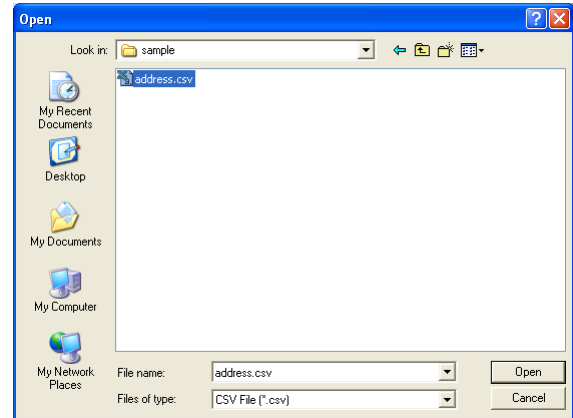 Open
Look in:
sample
address.csv
My Recent
Documents
Desktop
My Documents
My Computer
My Network
Places
File name:
address.csv
Open
Files of type:
CSV File (*.csv)
Cancel